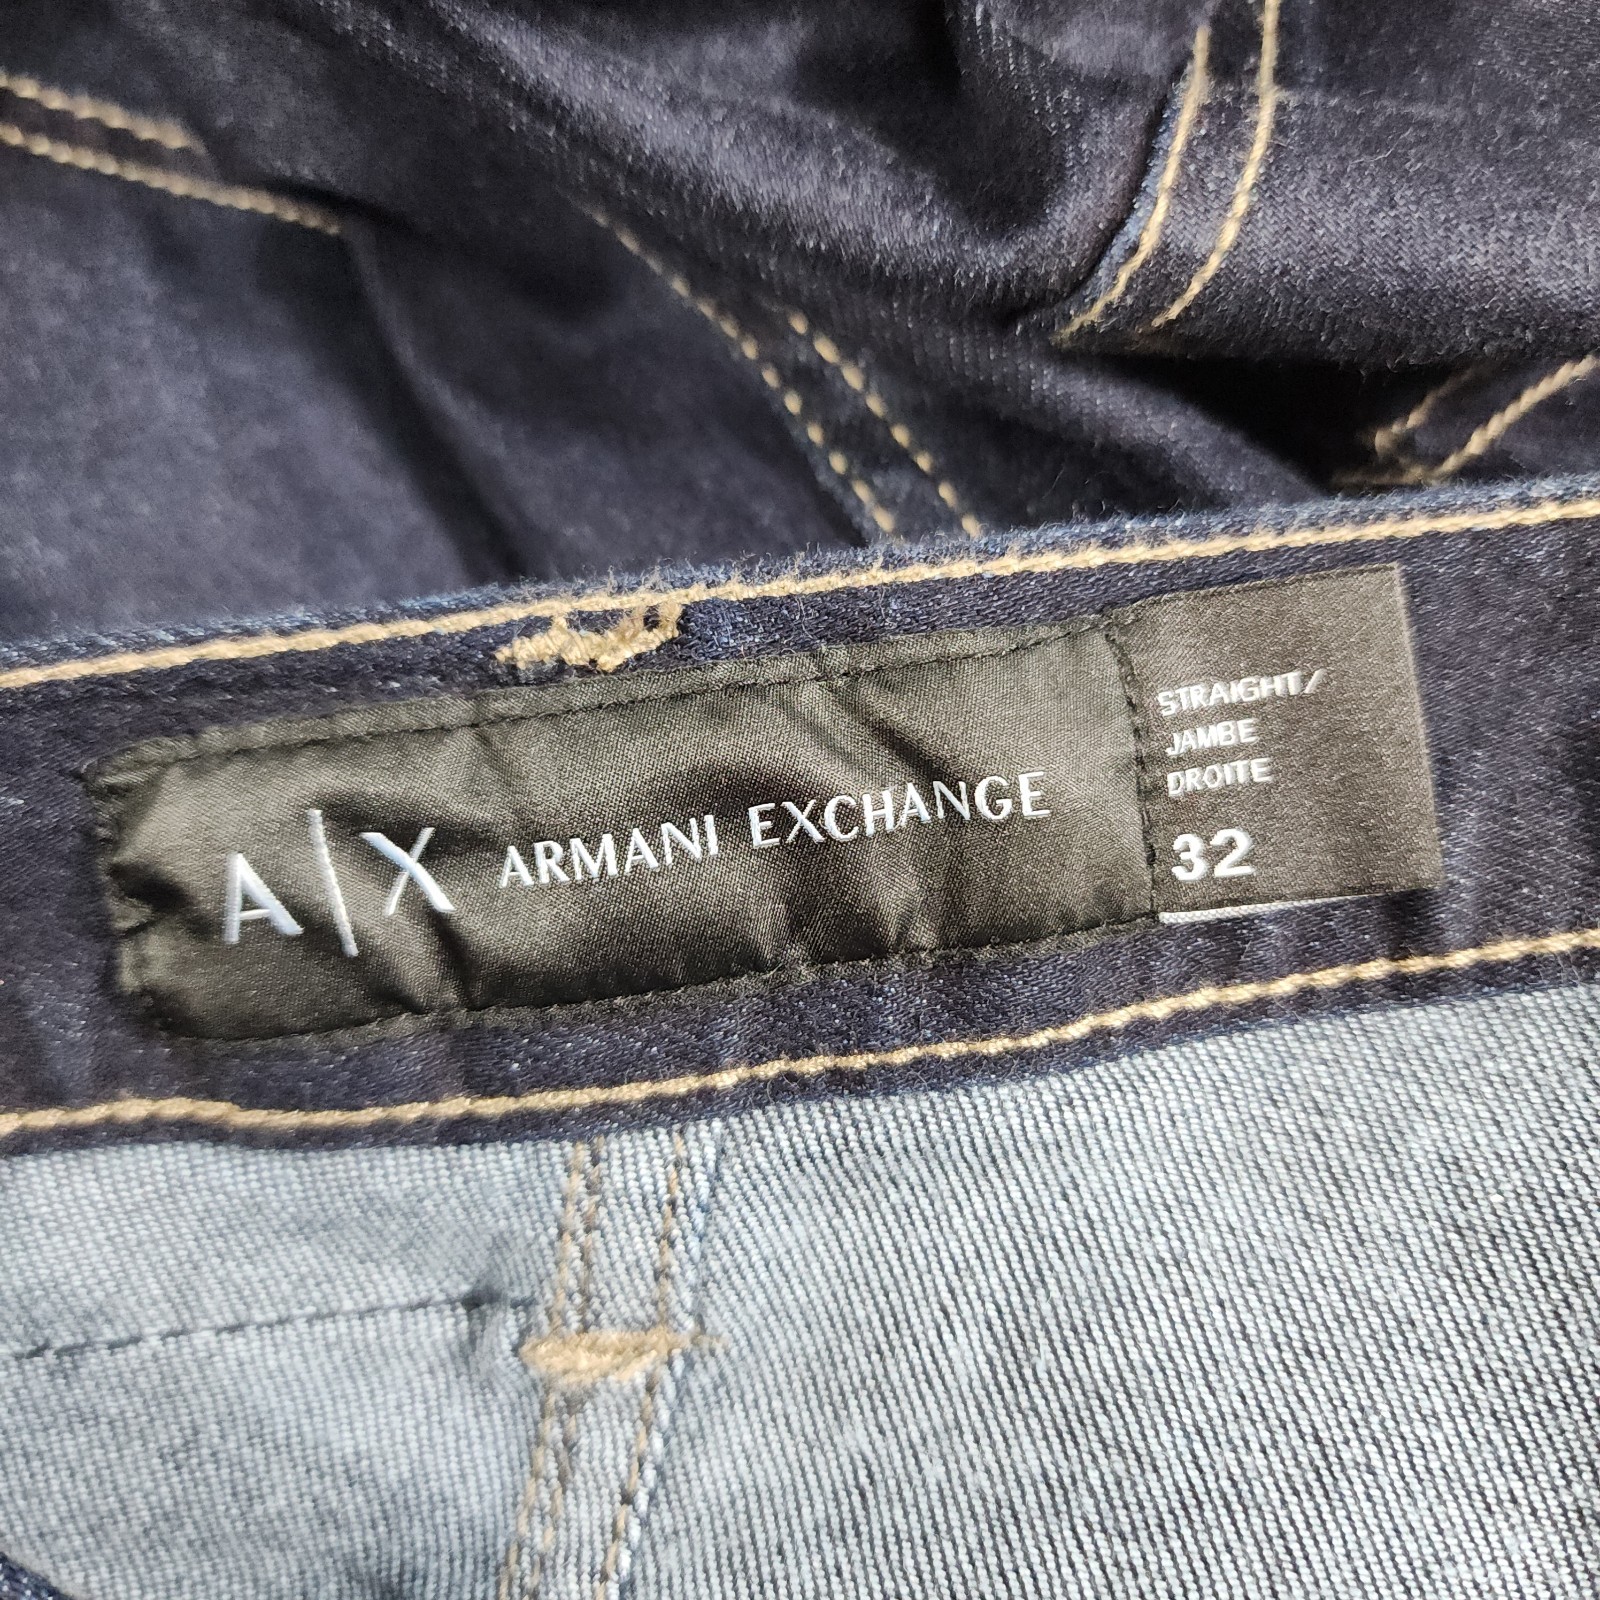 A|X ARMANI EXCHANGE
STRAIGHT/
JAMBE
DROITE
32